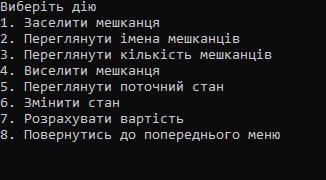 Виберіть дію
1. Заселити мешканця
2. Переглянути імена мешканців
3. Переглянути кількість мешканців
4. Виселити мешканця
5. Переглянути поточний стан
6. Змінити стан
7. Розрахувати вартість
8. Повернутись до попереднього меню